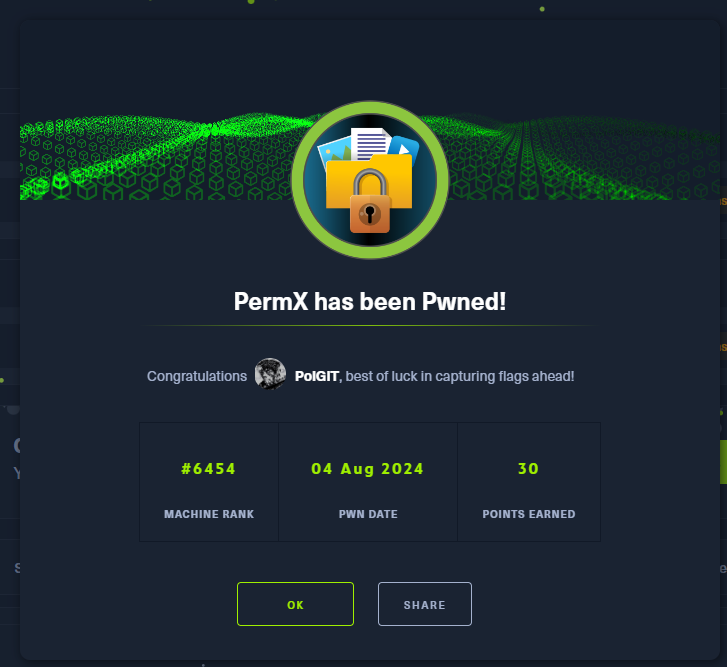 PermX has been Pwned!
Congratulations PolGIT, best of luck in capturing flags ahead!
#6454 04 Aug 2024 30
MACHINE RANK PWN DATE POINTS EARNED
OK SHARE